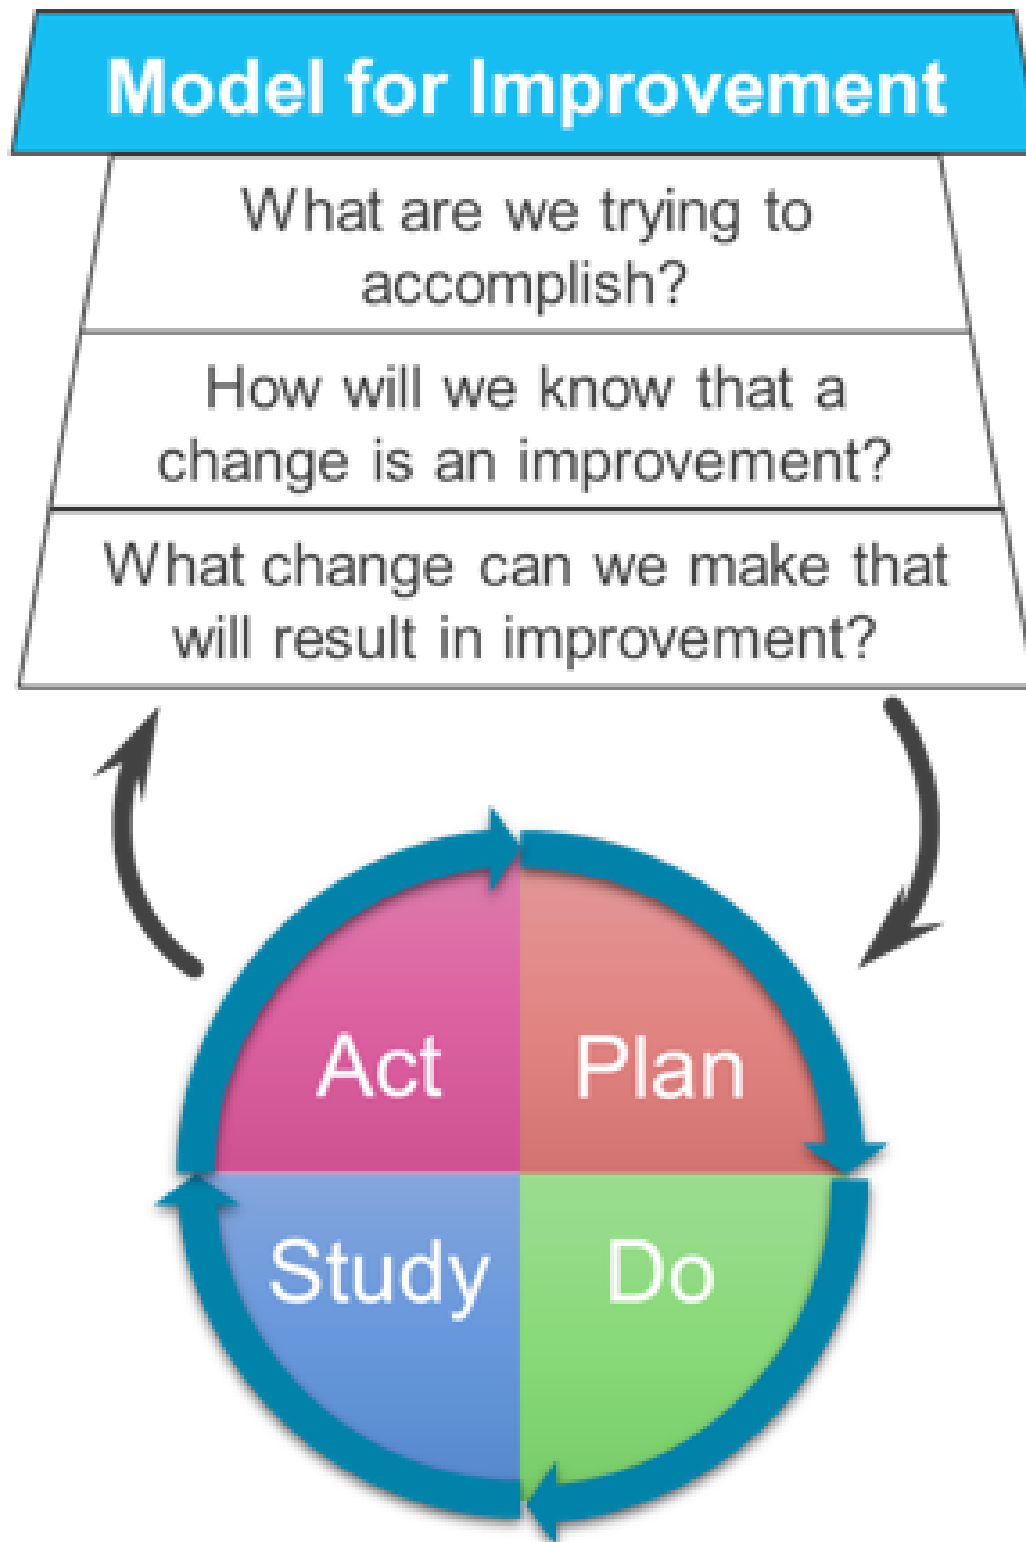 Model for Improvement
What are we trying to
accomplish?
How will we know that a
change is an improvement?
What change can we make that
will result in improvement?
Act
Plan
Study
Do